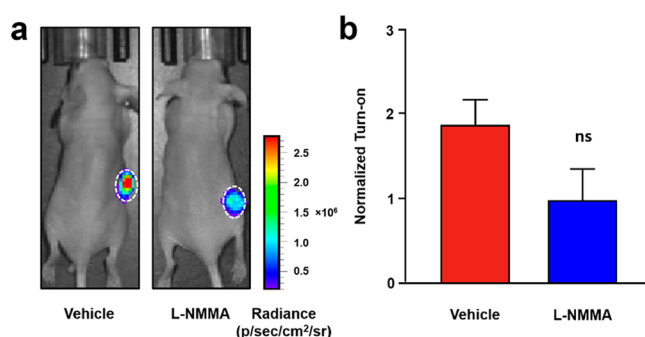 a
Vehicle
L-NMMA
2.5
2.0
1.5
×10⁶
1.0
0.5
Radiance
(p/sec/cm²/sr)
b
Normalized Turn-on
3
2
1
0
ns
Vehicle
L-NMMA